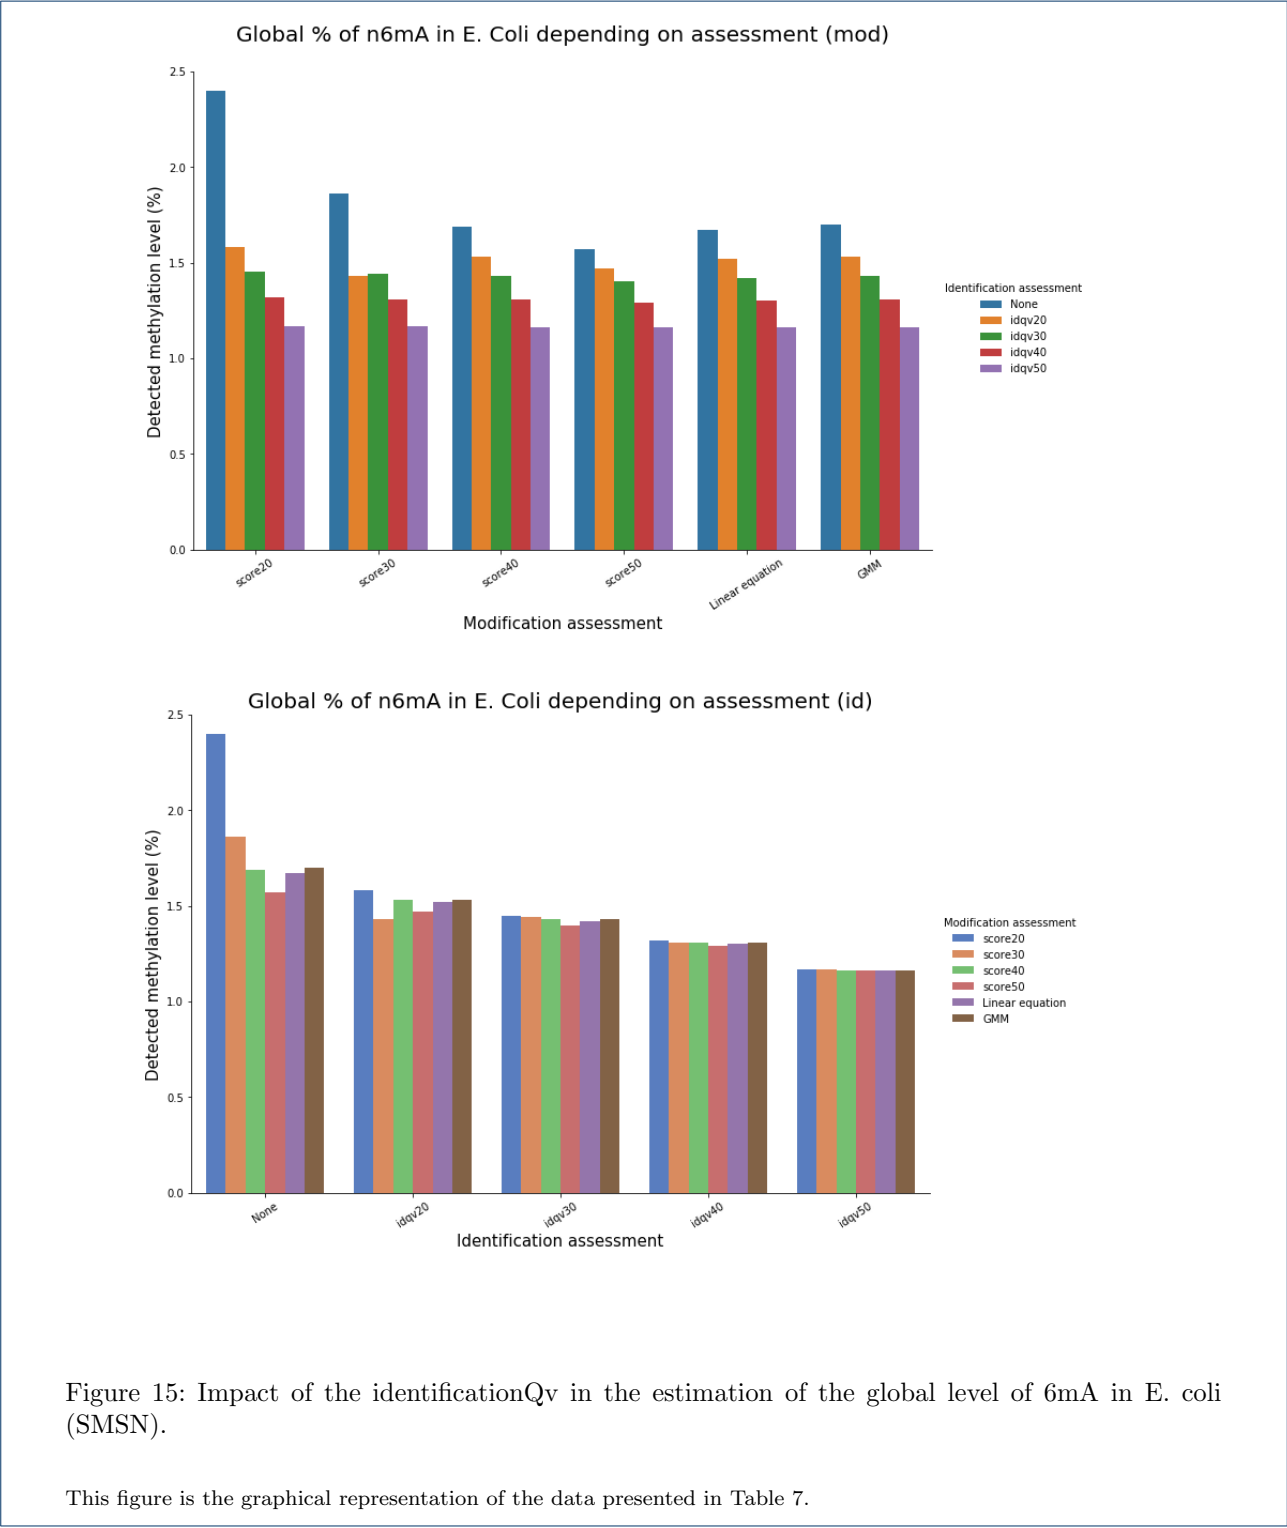 Global % of n6mA in E. Coli depending on assessment (mod)
2.5
2.0
1.5
1.0
0.5
0.0
Detected methylation level (%)
score20
score30
score40
score50
Linear equation
GMM
Modification assessment
Identification assessment
None
idqv20
idqv30
idqv40
idqv50
Global % of n6mA in E. Coli depending on assessment (id)
2.5
2.0
1.5
1.0
0.5
0.0
Detected methylation level (%)
None
idqv20
idqv30
idqv40
idqv50
Identification assessment
Modification assessment
score20
score30
score40
score50
Linear equation
GMM
Figure 15: Impact of the identificationQv in the estimation of the global level of 6mA in E. coli
(SMSN).
This figure is the graphical representation of the data presented in Table 7.